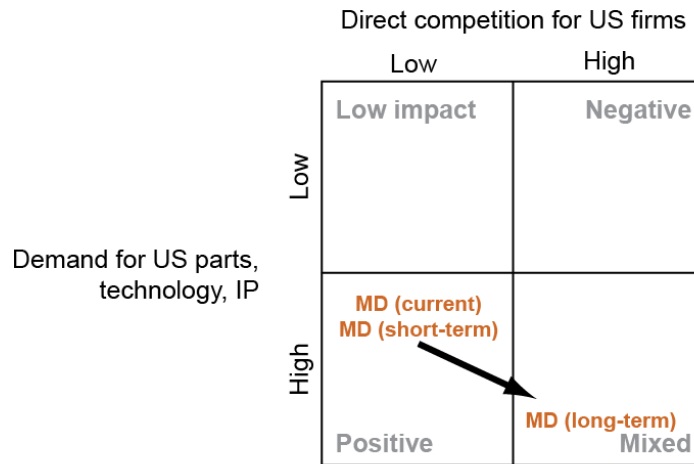 Direct competition for US firms
Low
High
Low impact
Negative
Low
Demand for US parts,
technology, IP
High
MD (current)
MD (short-term)
MD (long-term)
Positive
Mixed